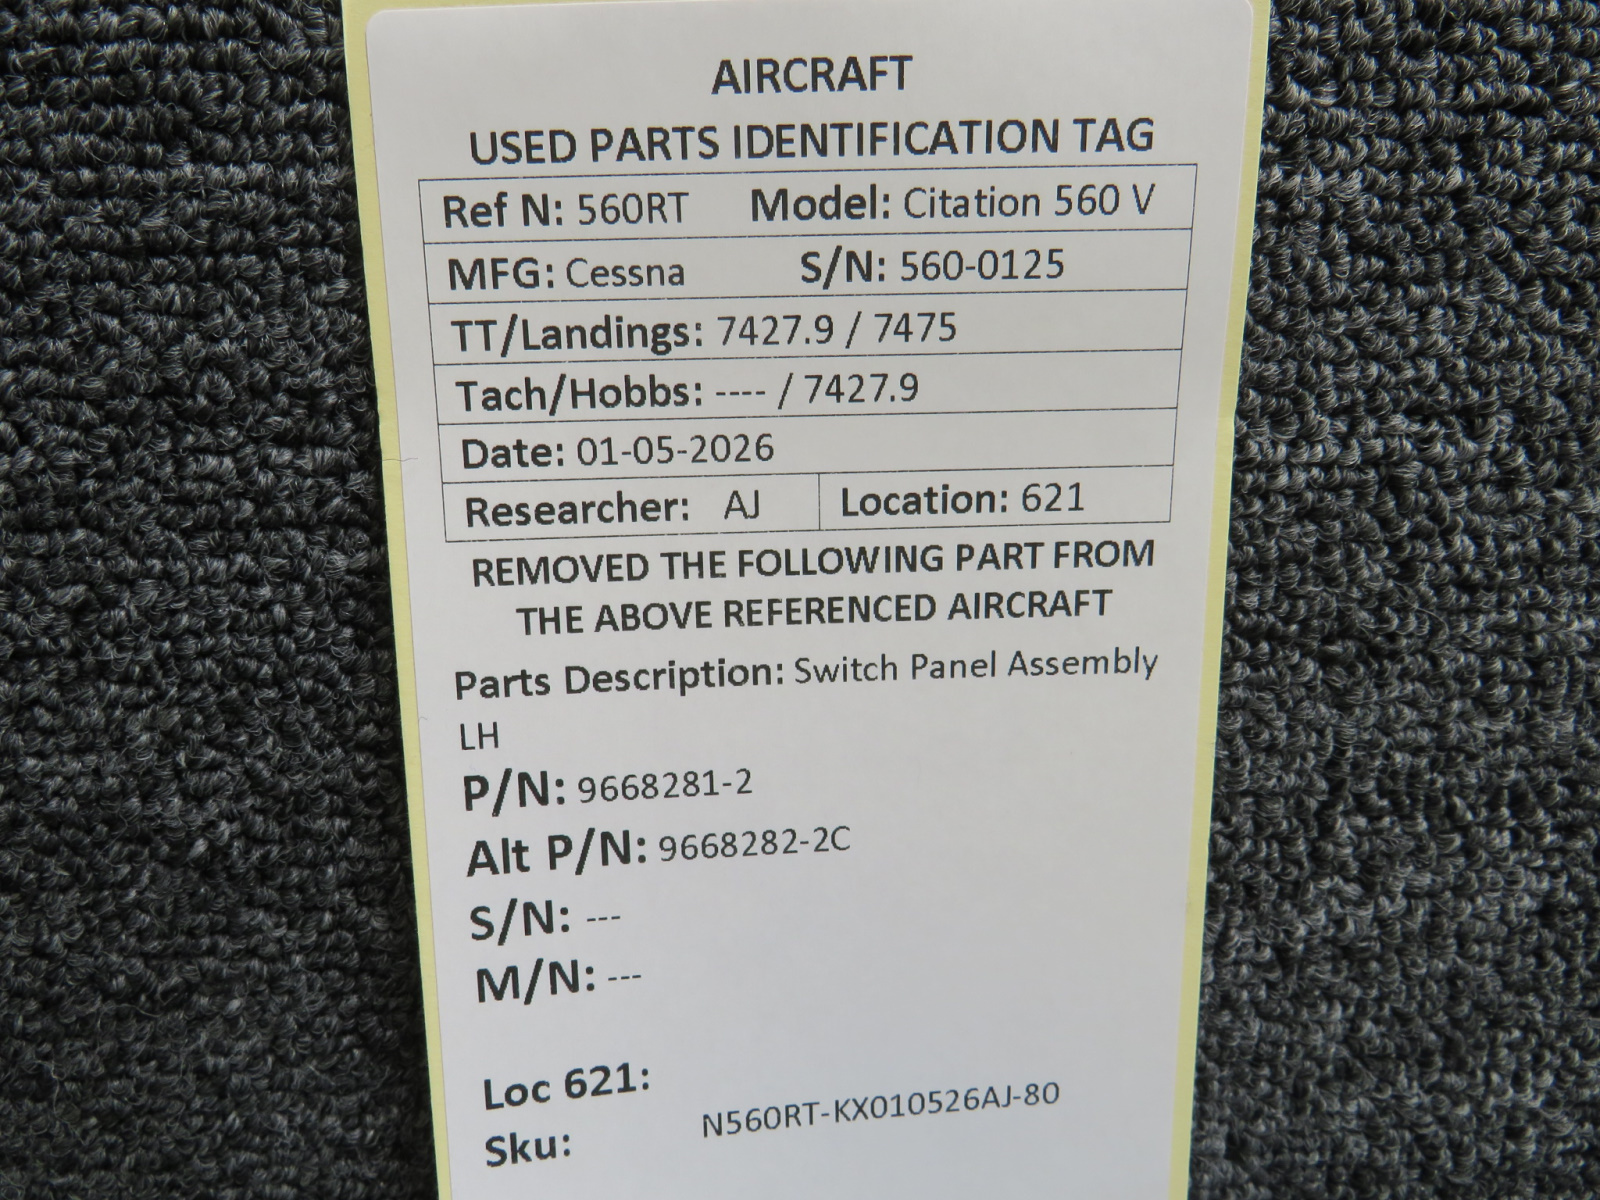 AIRCRAFT
USED PARTS IDENTIFICATION TAG
Ref N: 560RT Model: Citation 560 V
MFG: Cessna S/N: 560-0125
TT/Landings: 7427.9 / 7475
Tach/Hobbs: ---- / 7427.9
Date: 01-05-2026
Researcher: AJ Location: 621
REMOVED THE FOLLOWING PART FROM
THE ABOVE REFERENCED AIRCRAFT
Parts Description: Switch Panel Assembly
LH
P/N: 9668281-2
Alt P/N: 9668282-2C
S/N: ---
M/N: ---
Loc 621:
Sku: N560RT-KX010526AJ-80